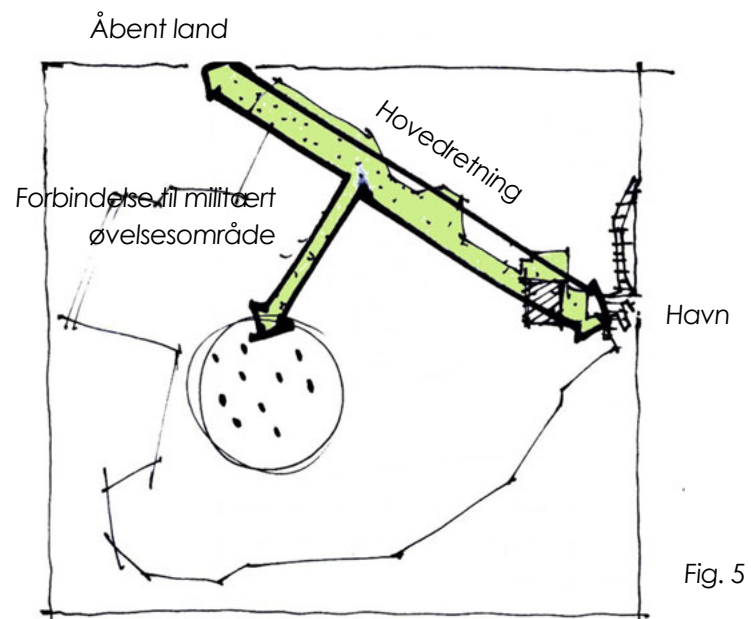 Åbent land
Hovedretning
Forbindelse til militært
øvelsesområde
Havn
Fig. 5